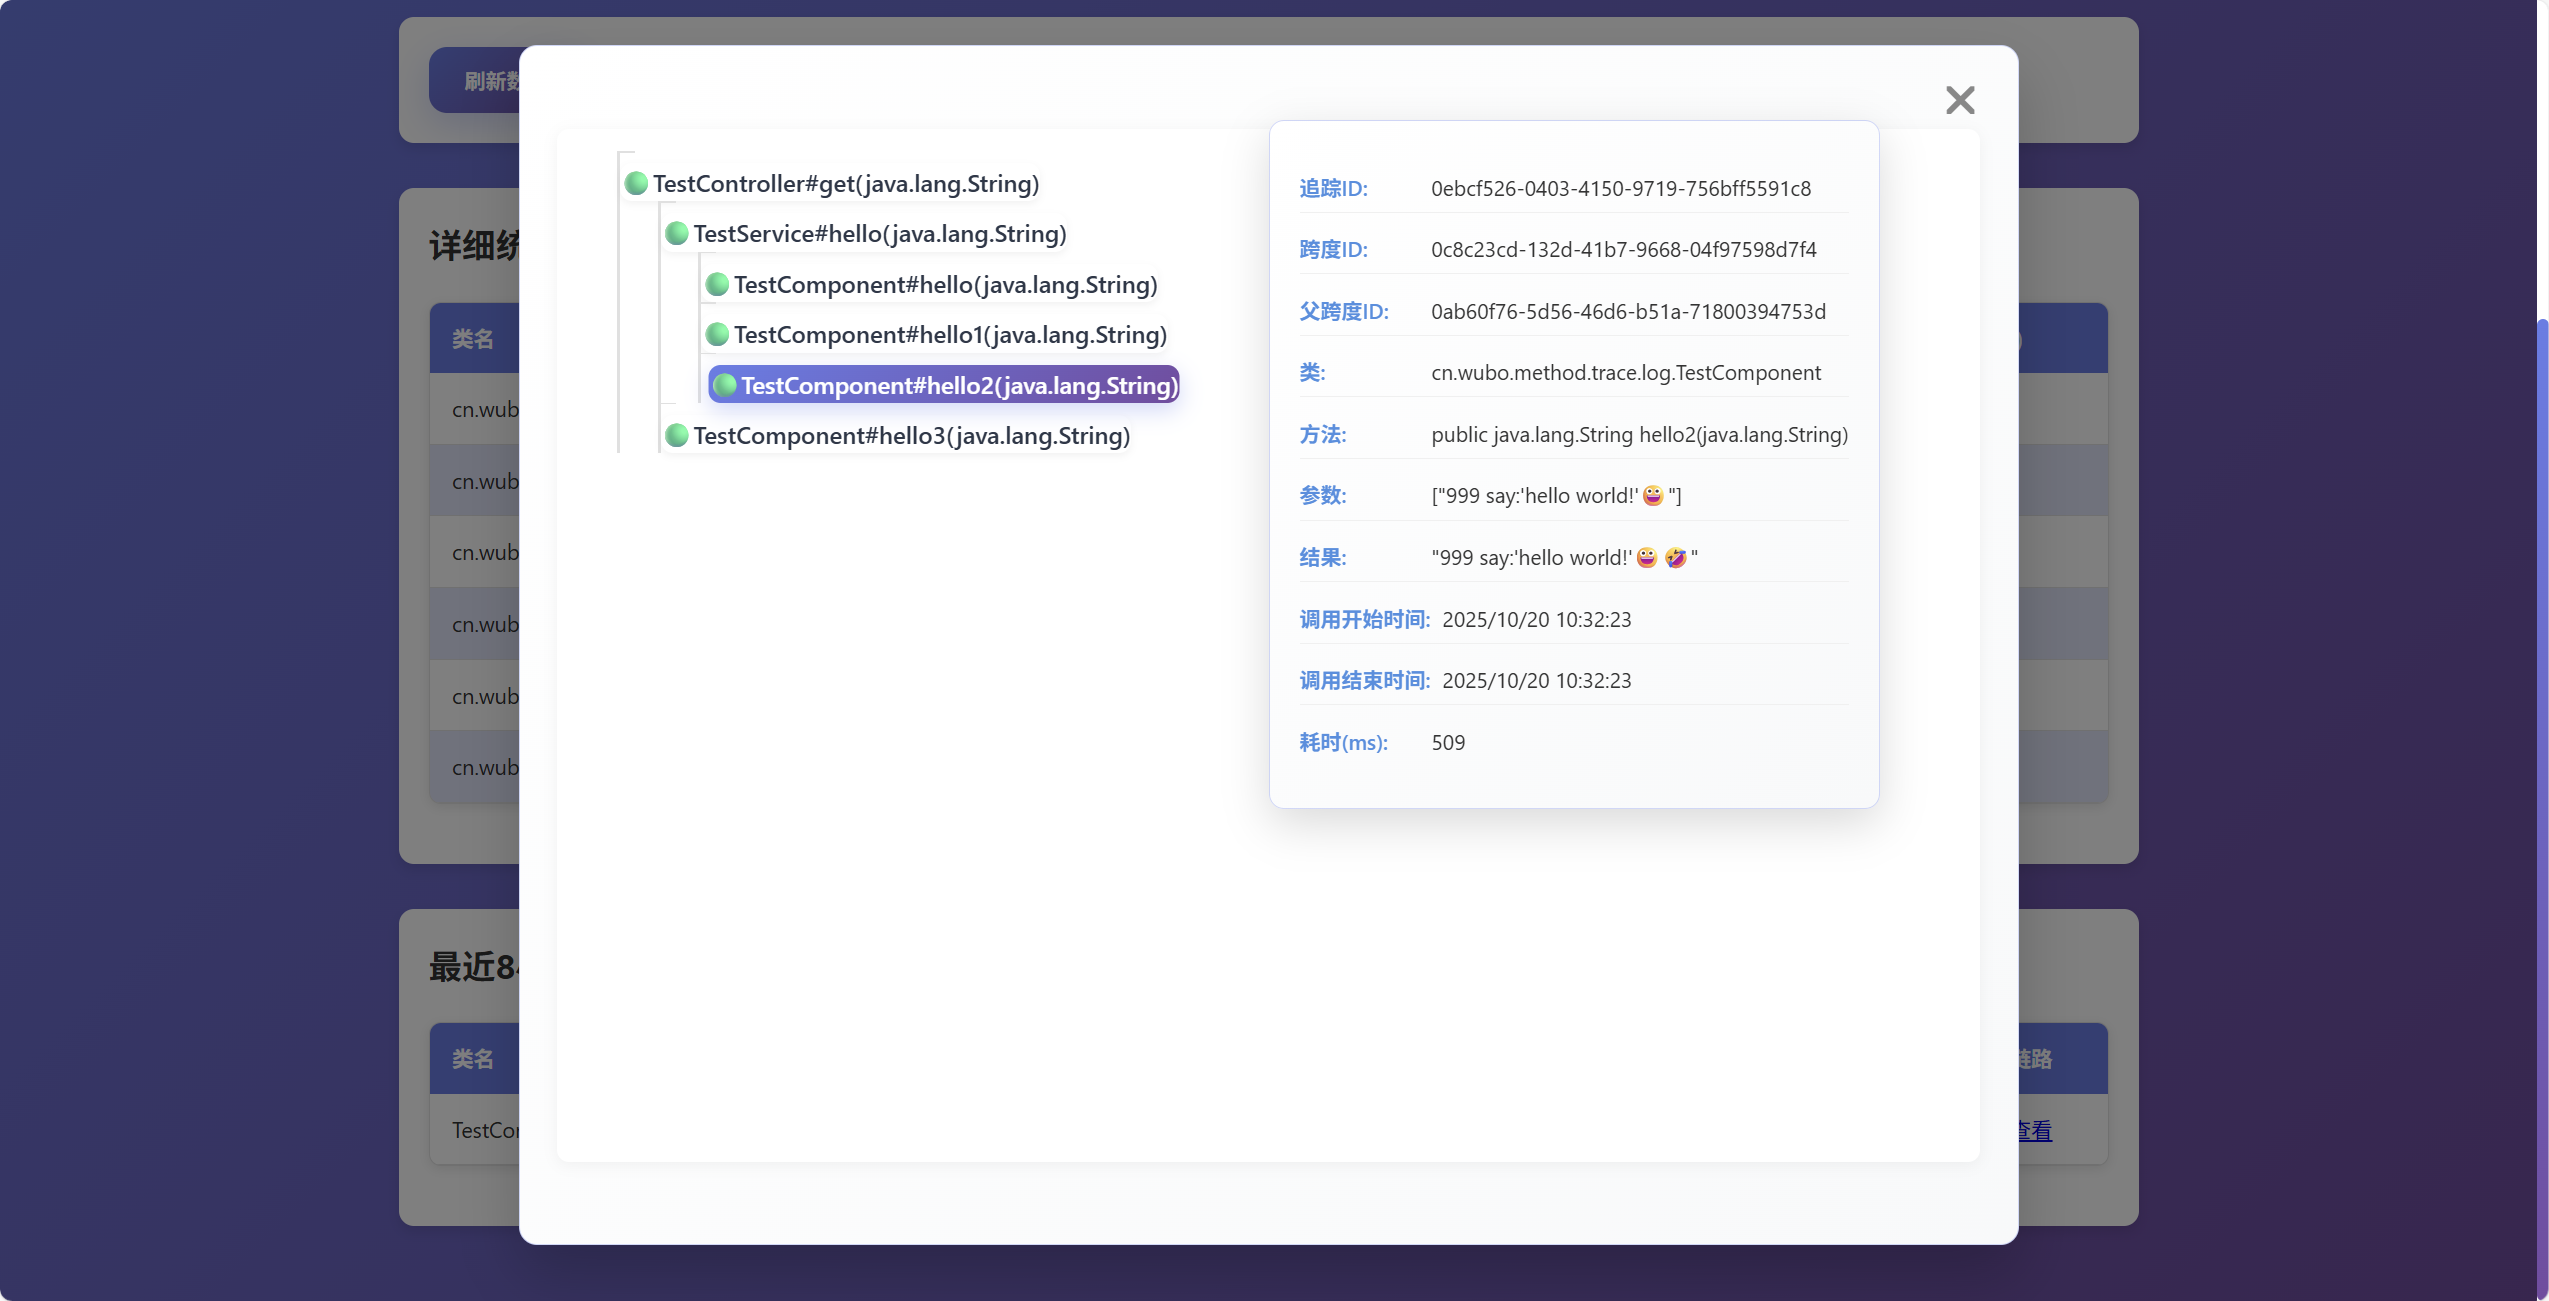 刷新
TestController#get(java.lang.String)
TestService#hello(java.lang.String)
TestComponent#hello(java.lang.String)
TestComponent#hello1(java.lang.String)
TestComponent#hello2(java.lang.String)
TestComponent#hello3(java.lang.String)
追踪ID: 0ebcf526-0403-4150-9719-756bff5591c8
跨度ID: 0c8c23cd-132d-41b7-9668-04f97598d7f4
父跨度ID: 0ab60f76-5d56-46d6-b51a-71800394753d
类: cn.wubo.method.trace.log.TestComponent
方法: public java.lang.String hello2(java.lang.String)
参数: ["999 say:'hello world!'😀"]
结果: "999 say:'hello world!'😀🤣"
调用开始时间: 2025/10/20 10:32:23
调用结束时间: 2025/10/20 10:32:23
耗时(ms): 509
详细
类名
cn.wub
cn.wub
cn.wub
cn.wub
cn.wub
cn.wub
最近8
类名 链路
TestCo 查看